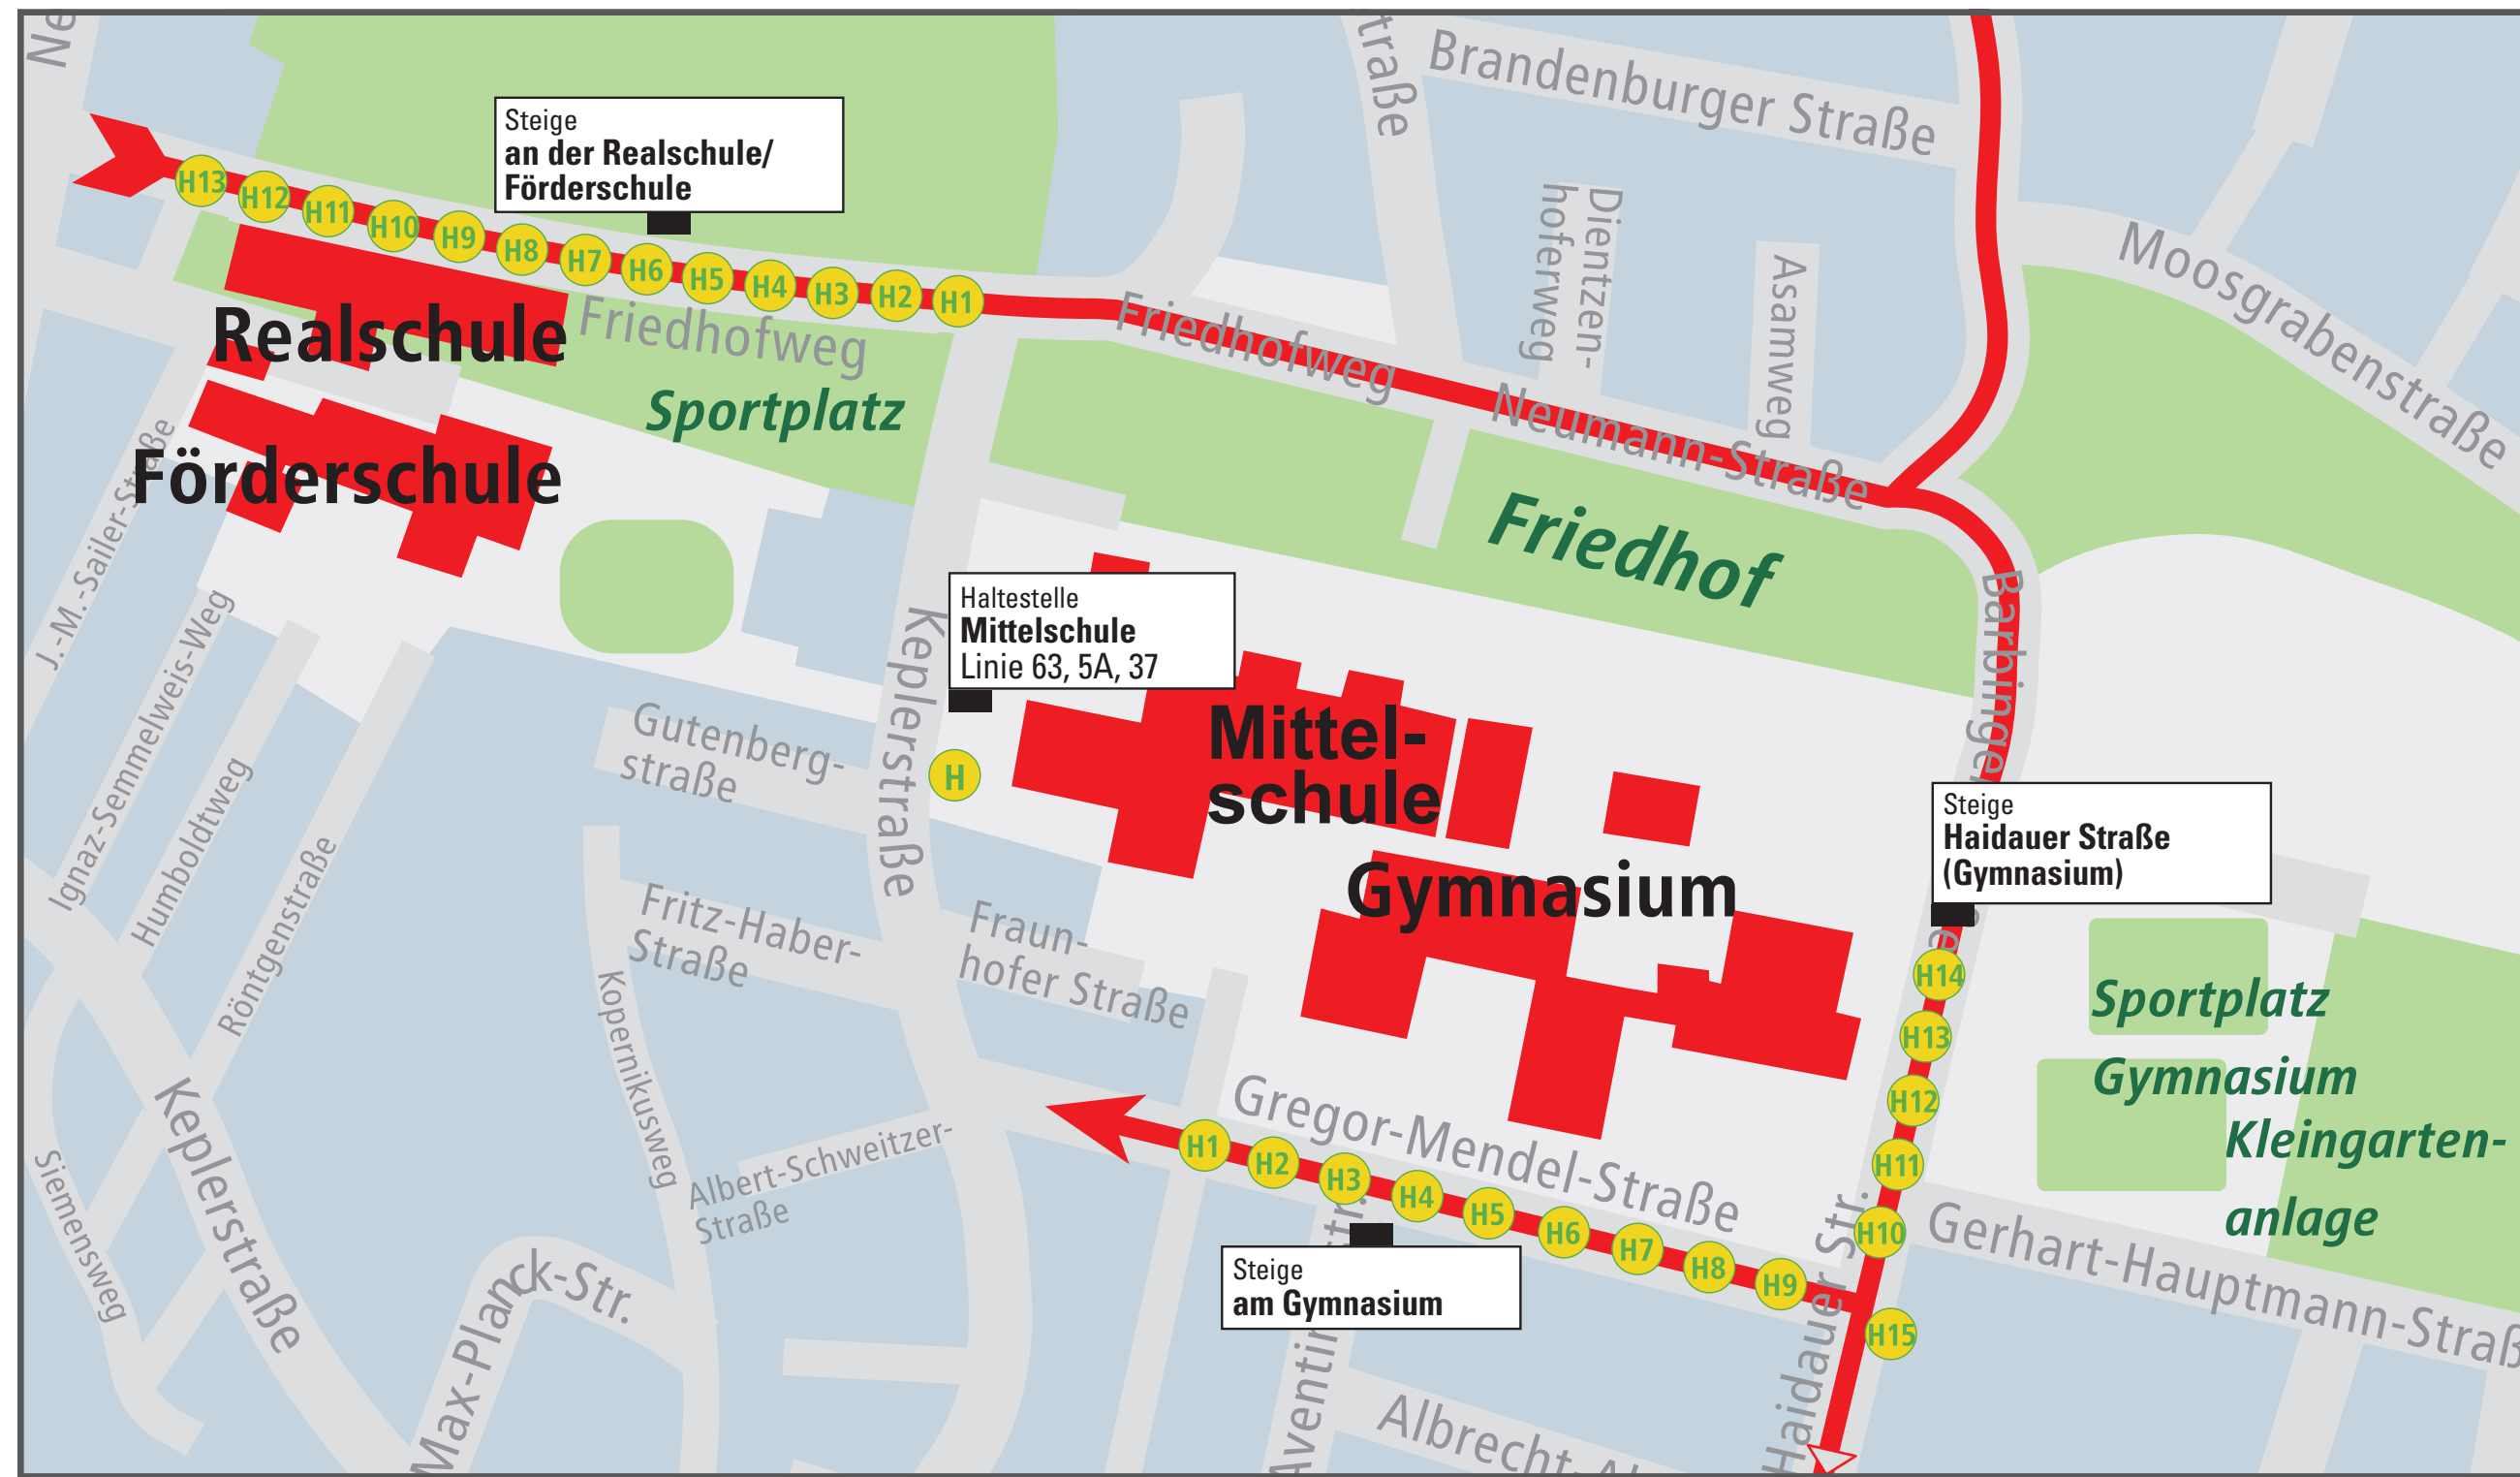 Ne
traße
Brandenburger Straße
Steige
an der Realschule/
Förderschule
H13
H12
H11
H10
H9
H8
H7
H6
H5
H4
H3
H2
H1
Dientzen-
hoferweg
Asamweg
Moosgrabenstraße
Realschule
Friedhofweg
Friedhofweg
Neumann-Straße
Sportplatz
Förderschule
Friedhof
J.-M.-Sailer-Straße
Ignaz-Semmelweis-Weg
Humboldtweg
Röntgenstraße
Haltestelle
Mittelschule
Linie 63, 5A, 37
Keplerstraße
H
Gutenberg-
straße
Mittel-
schule
Barbinge
Steige
Haidauer Straße
(Gymnasium)
Gymnasium
Fritz-Haber-
Straße
Fraun-
hofer Straße
Kopernikusweg
H14
H13
H12
H11
H10
H15
Sportplatz
Gymnasium
Kleingarten-
anlage
Gregor-Mendel-Straße
H1
H2
H3
H4
H5
H6
H7
H8
H9
Steige
am Gymnasium
Keplerstraße
Siemensweg
Albert-Schweitzer-
Straße
Max-Planck-Str.
Haidauer Str.
Gerhart-Hauptmann-Straß